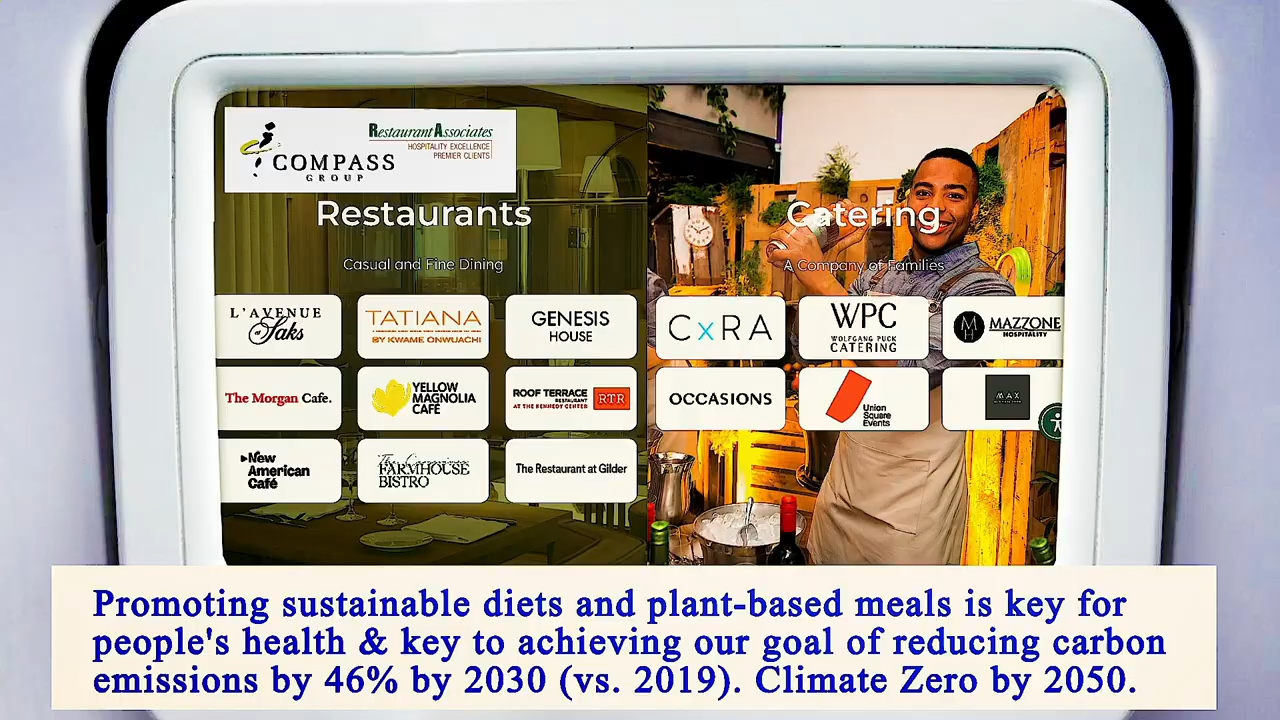 COMPASS
GROUP
Restaurant Associates
HOSPITALITY EXCELLENCE
PREMIER CLIENTS
Restaurants
Casual and Fine Dining
L'AVENUE
Saks
TATIANA
BY KWAME ONWUACHI
GENESIS
HOUSE
The Morgan Cafe.
YELLOW
MAGNOLIA
CAFÉ
ROOF TERRACE
RESTAURANT
AT THE KENNEDY CENTER
RTR
New
American
Café
FARMHOUSE
BISTRO
The Restaurant at Gilder
Catering
A Company of Families
CxRA
WPC
WOLFGANG PUCK
CATERING
MH
MAZZONE
HOSPITALITY
OCCASIONS
Union
Square
Events
MAX
Promoting sustainable diets and plant-based meals is key for
people's health & key to achieving our goal of reducing carbon
emissions by 46% by 2030 (vs. 2019). Climate Zero by 2050.